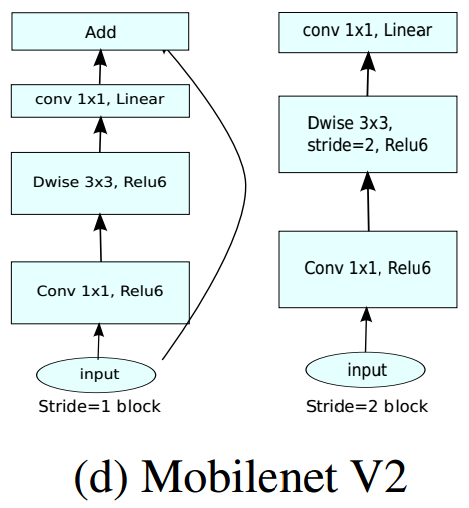 Add
conv 1x1, Linear
Dwise 3x3, Relu6
Conv 1x1, Relu6
input
Stride=1 block
conv 1x1, Linear
Dwise 3x3,
stride=2, Relu6
Conv 1x1, Relu6
input
Stride=2 block
(d) Mobilenet V2